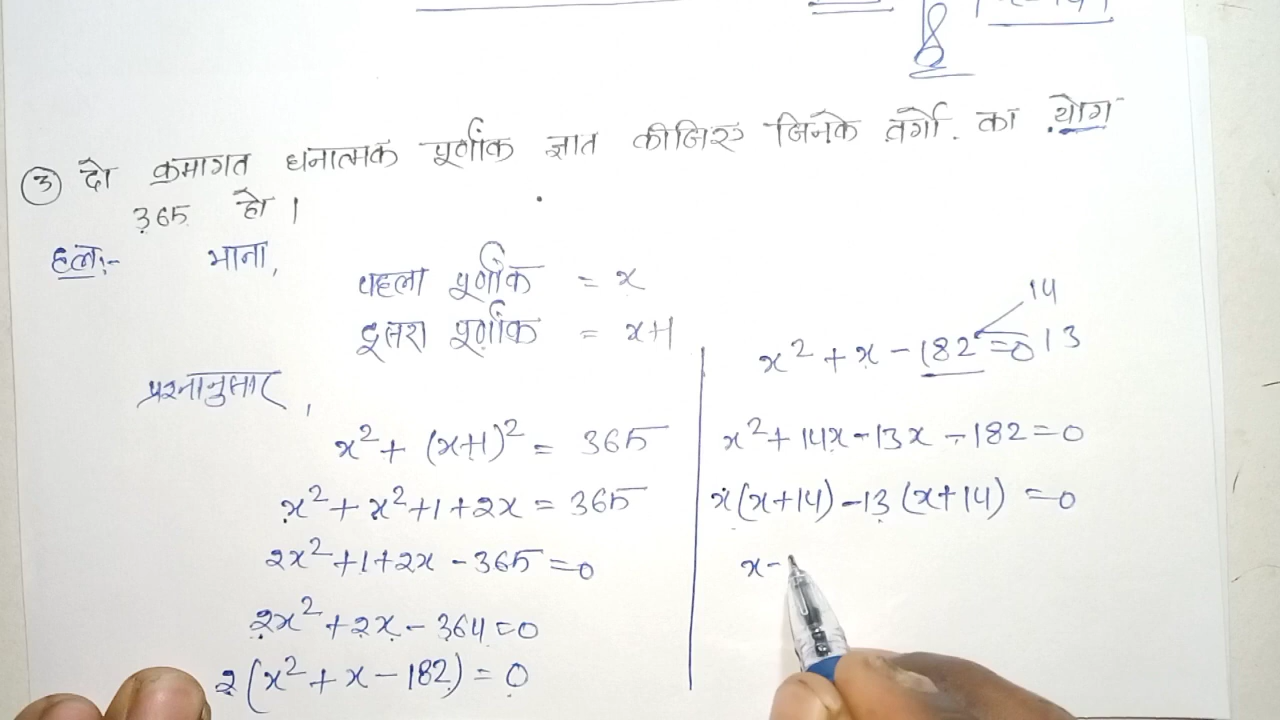 8
③ दो क्रमागत धनात्मक पूर्णांक ज्ञात कीजिए जिनके वर्गो. का योग
365 हो ।
हल:- माना,
पहला पूर्णांक = x
दूसरा पूर्णांक = x+1
प्रश्नानुसार,
x² + (x+1)² = 365
x² + x² + 1 + 2x = 365
2x² + 1 + 2x - 365 = 0
2x² + 2x - 364 = 0
2(x² + x - 182) = 0
14
x² + x - 182 = 0 13
x² + 14x - 13x - 182 = 0
x(x+14) - 13(x+14) = 0
x -